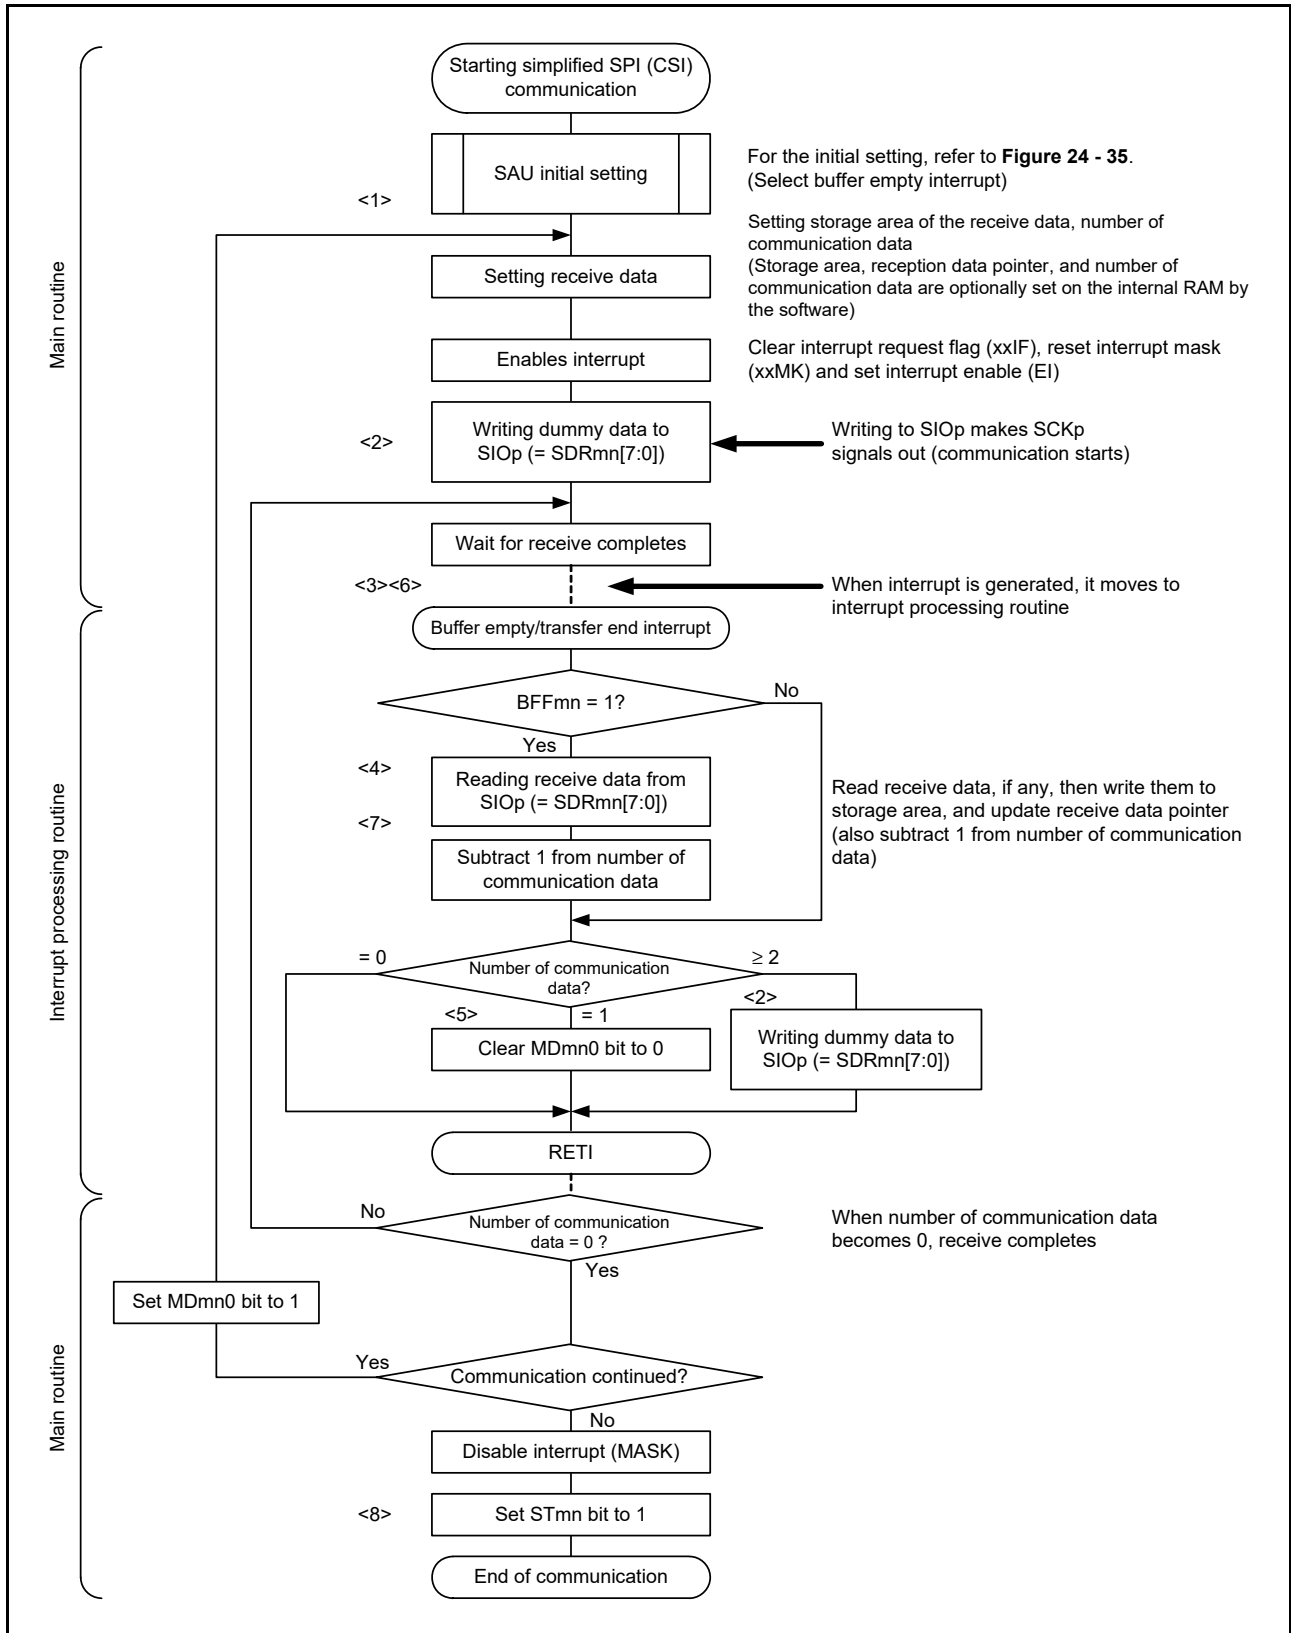 Starting simplified SPI (CSI)
communication
SAU initial setting
For the initial setting, refer to Figure 24 - 35.
(Select buffer empty interrupt)
<1>
Setting storage area of the receive data, number of
communication data
(Storage area, reception data pointer, and number of
communication data are optionally set on the internal RAM by
the software)
Setting receive data
Main routine
Enables interrupt
Clear interrupt request flag (xxIF), reset interrupt mask
(xxMK) and set interrupt enable (EI)
<2>
Writing dummy data to
SIOp (= SDRmn[7:0])
Writing to SIOp makes SCKp
signals out (communication starts)
Wait for receive completes
<3><6>
When interrupt is generated, it moves to
interrupt processing routine
Buffer empty/transfer end interrupt
BFFmn = 1?
No
Yes
<4>
Reading receive data from
SIOp (= SDRmn[7:0])
<7>
Read receive data, if any, then write them to
storage area, and update receive data pointer
(also subtract 1 from number of communication
data)
Subtract 1 from number of
communication data
Interrupt processing routine
= 0
Number of communication
data?
≥ 2
<5>
= 1
<2>
Clear MDmn0 bit to 0
Writing dummy data to
SIOp (= SDRmn[7:0])
RETI
No
Number of communication
data = 0 ?
When number of communication data
becomes 0, receive completes
Yes
Set MDmn0 bit to 1
Main routine
Yes
Communication continued?
No
Disable interrupt (MASK)
<8>
Set STmn bit to 1
End of communication